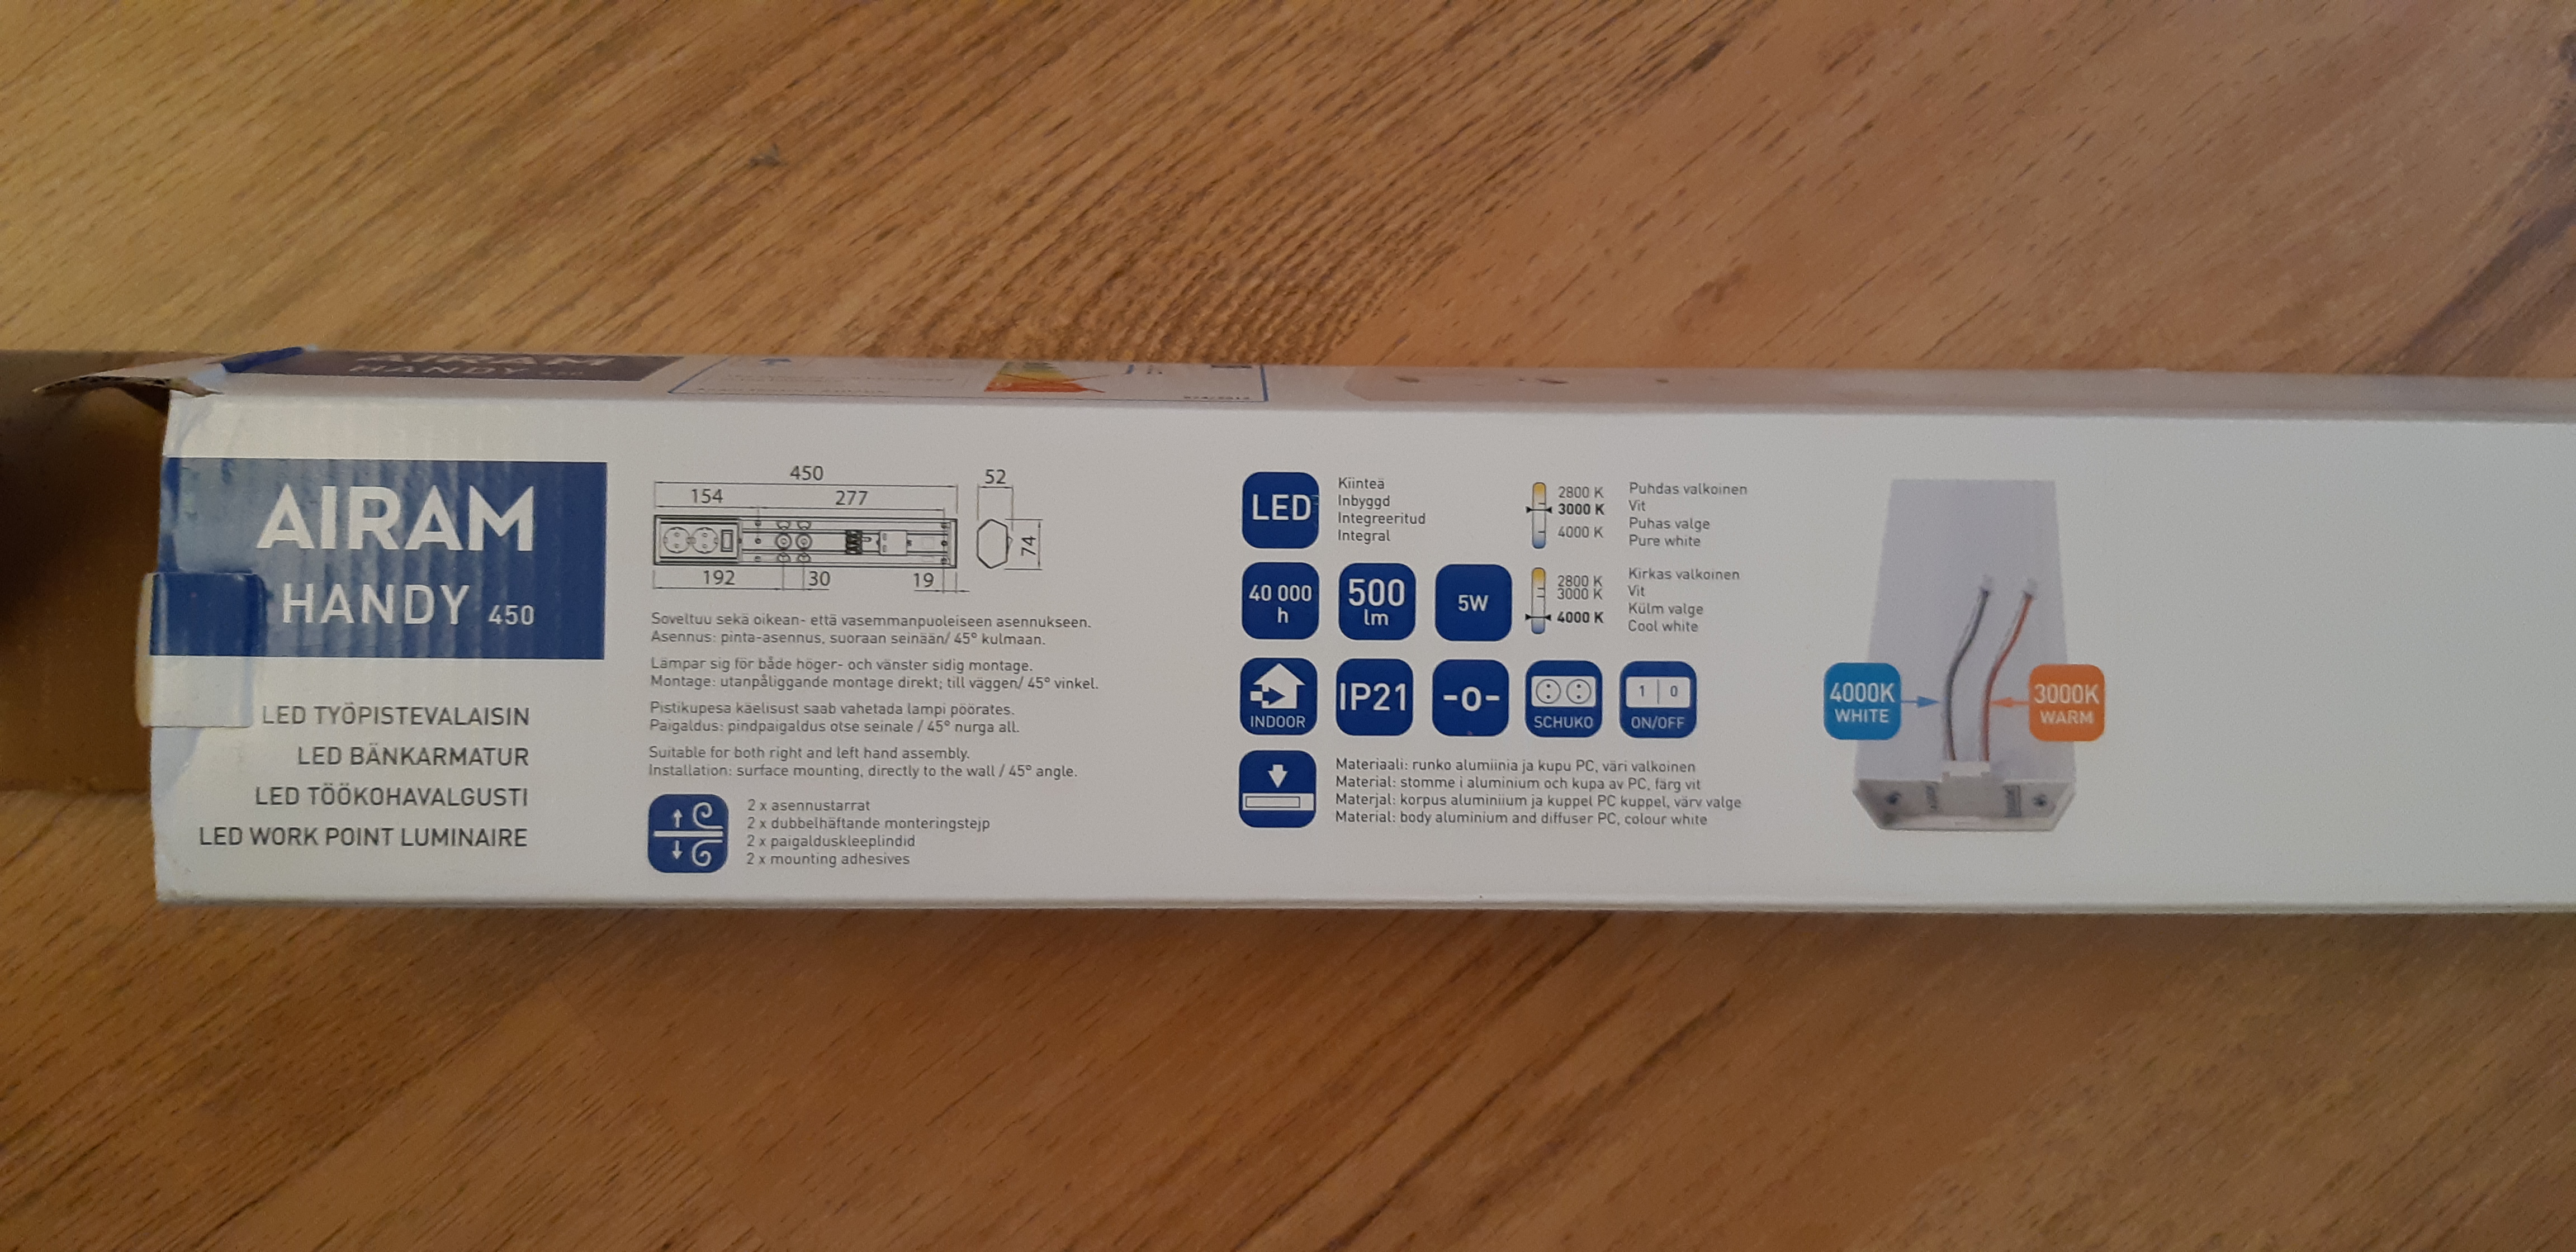 AIRAM
HANDY 450
AIRAM
HANDY 450
LED TYÖPISTEVALAISIN
LED BÄNKARMATUR
LED TÖÖKOHAVALGUSTI
LED WORK POINT LUMINAIRE
450
52
154
277
74
192
30
19
Soveltuu sekä oikean- että vasemmanpuoleiseen asennukseen.
Asennus: pinta-asennus, suoraan seinään/ 45° kulmaan.
Lämpar sig för både höger- och vänster sidig montage.
Montage: utanpåliggande montage direkt; till väggen/ 45° vinkel.
Pistikupesa käelisust saab vahetada lampi pöörates.
Paigaldus: pindpaigaldus otse seinale / 45° nurga all.
Suitable for both right and left hand assembly.
Installation: surface mounting, directly to the wall / 45° angle.
2 x asennustarrat
2 x dubbelhäftande monteringstejp
2 x paigalduskleeplindid
2 x mounting adhesives
LED
Kiinteä
Inbyggd
Integreeritud
Integral
2800 K
3000 K
4000 K
Puhdas valkoinen
Vit
Puhas valge
Pure white
40 000
h
500
lm
5W
2800 K
3000 K
4000 K
Kirkas valkoinen
Vit
Külm valge
Cool white
INDOOR
IP21
-o-
SCHUKO
1 | 0
ON/OFF
Materiaali: runko alumiinia ja kupu PC, väri valkoinen
Material: stomme i aluminium och kupa av PC, färg vit
Materjal: korpus alumiinium ja kuppel PC kuppel, värv valge
Material: body aluminium and diffuser PC, colour white
4000K
WHITE
3000K
WARM